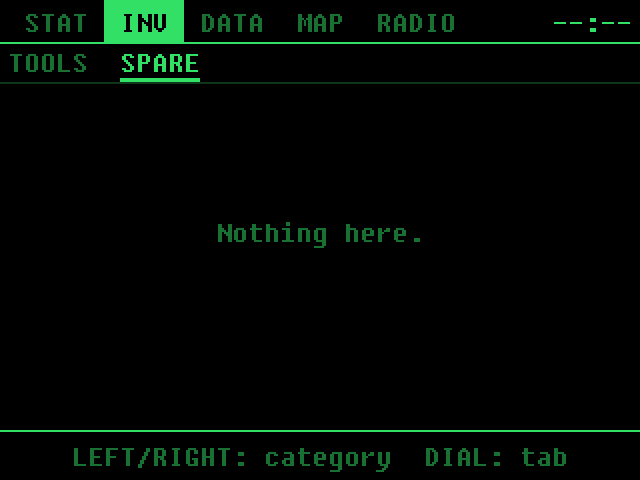 STAT INV DATA MAP RADIO --:--
TOOLS SPARE
Nothing here.
LEFT/RIGHT: category DIAL: tab